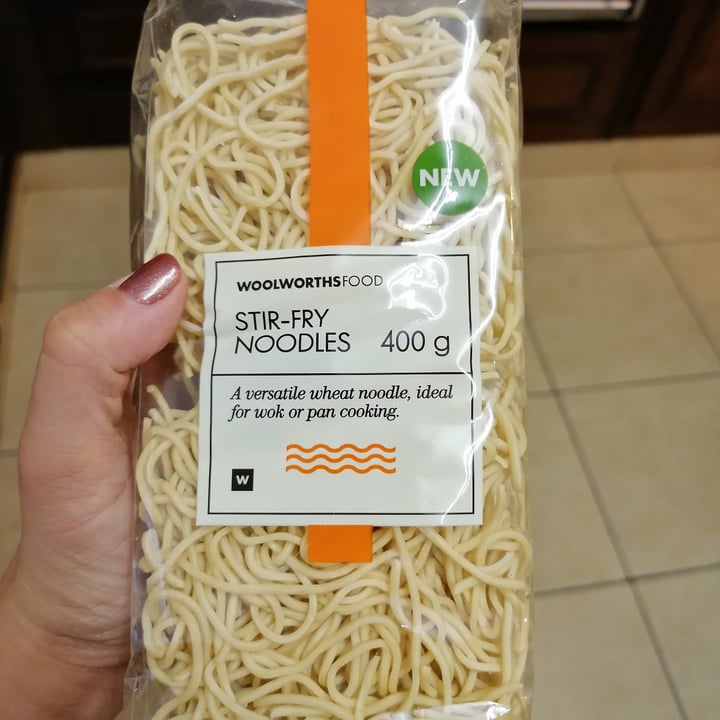 NEW
WOOLWORTHSFOOD
STIR-FRY
NOODLES 400 g
A versatile wheat noodle, ideal
for wok or pan cooking.
W